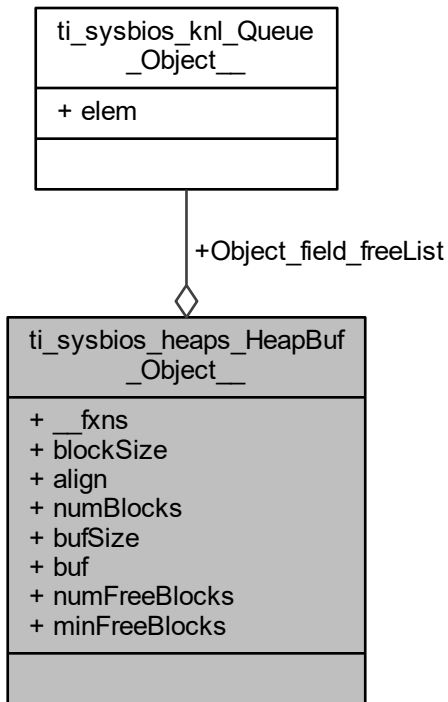 ti_sysbios_knl_Queue
_Object__
+ elem
+Object_field_freeList
ti_sysbios_heaps_HeapBuf
_Object__
+ __fxns
+ blockSize
+ align
+ numBlocks
+ bufSize
+ buf
+ numFreeBlocks
+ minFreeBlocks